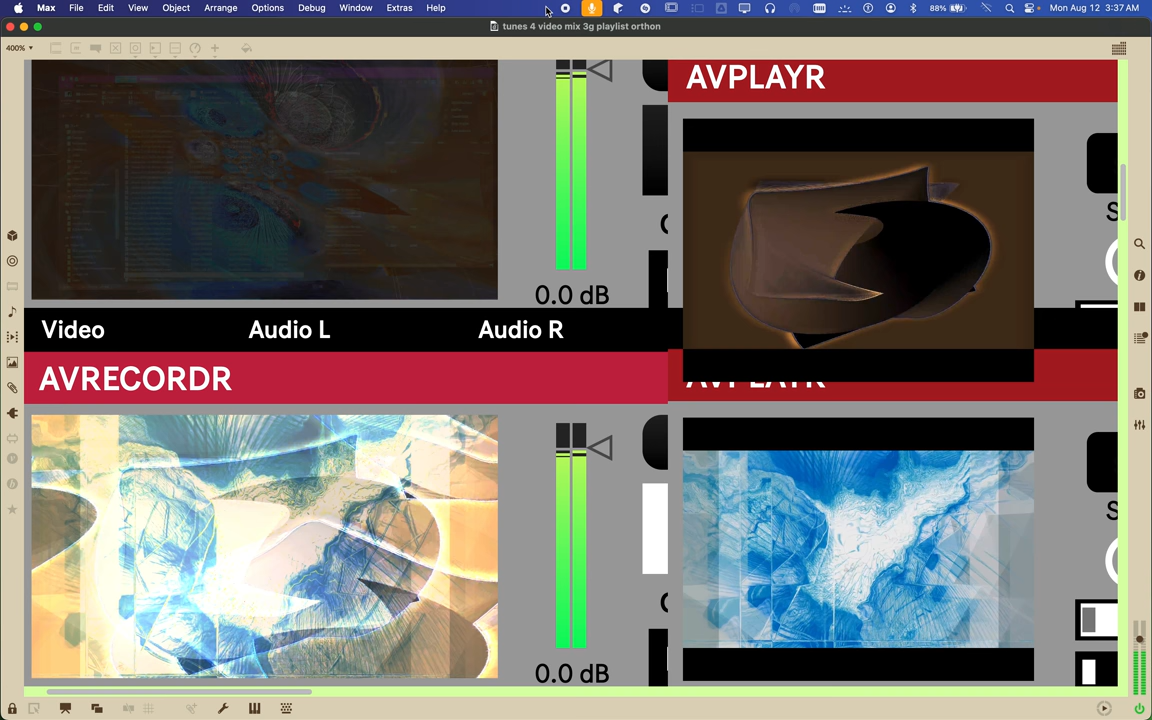 Max File Edit View Object Arrange Options Debug Window Extras Help
88% Mon Aug 12 3:37 AM
tunes 4 video mix 3g playlist orthon
400%
AVPLAYR
0.0 dB
Video Audio L Audio R
AVRECORDR
AVPLAYR
0.0 dB